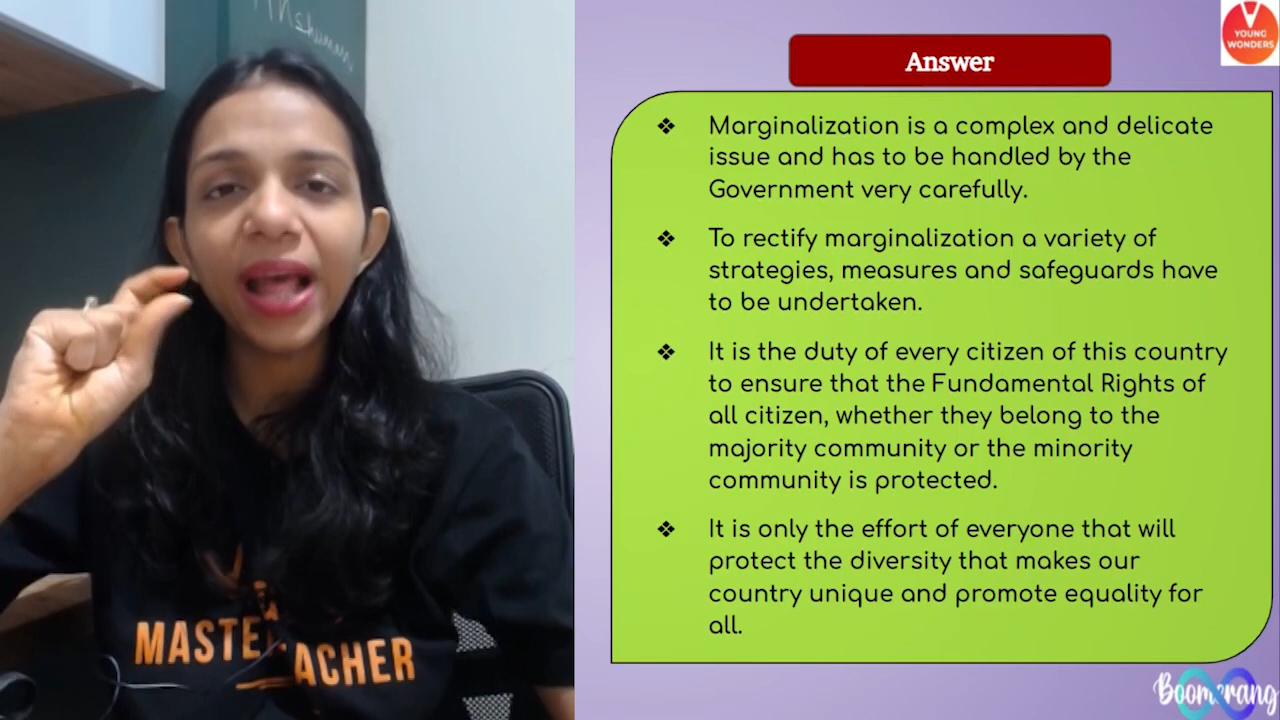 YOUNG
WONDERS
Answer
❖ Marginalization is a complex and delicate
issue and has to be handled by the
Government very carefully.
❖ To rectify marginalization a variety of
strategies, measures and safeguards have
to be undertaken.
❖ It is the duty of every citizen of this country
to ensure that the Fundamental Rights of
all citizen, whether they belong to the
majority community or the minority
community is protected.
❖ It is only the effort of everyone that will
protect the diversity that makes our
country unique and promote equality for
all.
MASTE ACHER
Boomerang